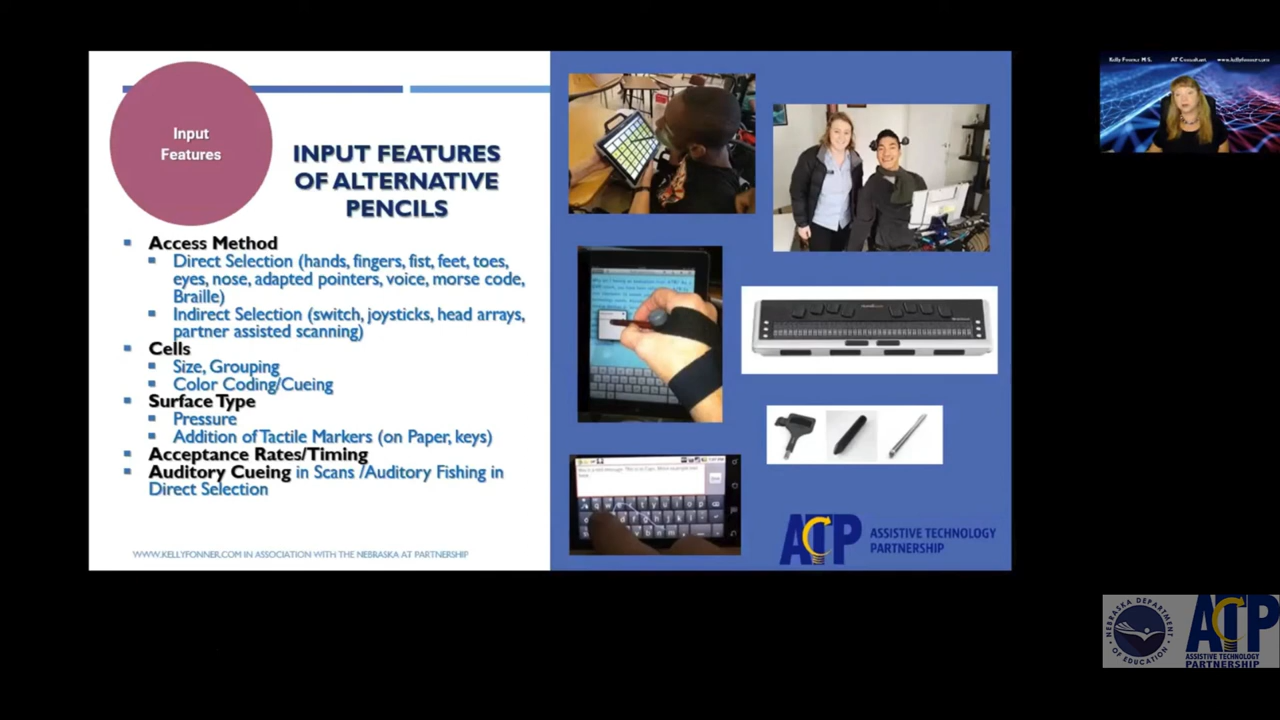 Input
Features
INPUT FEATURES
OF ALTERNATIVE
PENCILS
Access Method
Direct Selection (hands, fingers, fist, feet, toes,
eyes, nose, adapted pointers, voice, morse code,
Braille)
Indirect Selection (switch, joysticks, head arrays,
partner assisted scanning)
Cells
Size, Grouping
Color Coding/Cueing
Surface Type
Pressure
Addition of Tactile Markers (on Paper, keys)
Acceptance Rates/Timing
Auditory Cueing in Scans /Auditory Fishing in
Direct Selection
WWW.KELLYFONNER.COM IN ASSOCIATION WITH THE NEBRASKA AT PARTNERSHIP
ATP ASSISTIVE TECHNOLOGY
PARTNERSHIP
Kelly Fonner M.S. AT Consultant
NEBRASKA DEPARTMENT
OF EDUCATION
ATP
ASSISTIVE TECHNOLOGY
PARTNERSHIP